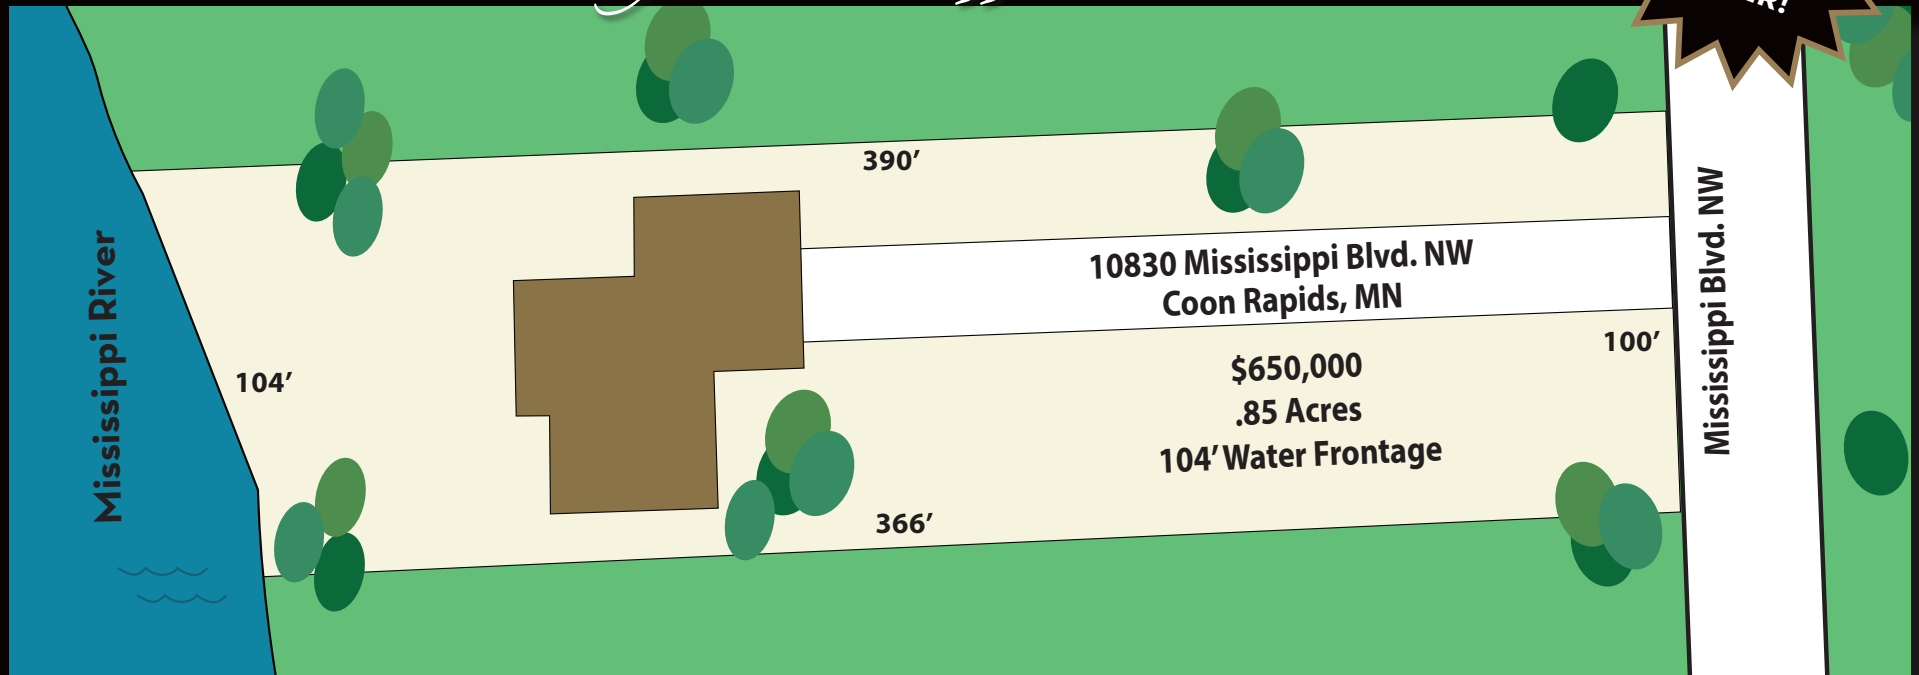 390’
Mississippi River
104’
10830 Mississippi Blvd. NW
Coon Rapids, MN
$650,000
.85 Acres
104’ Water Frontage
100’
Mississippi Blvd. NW
366’